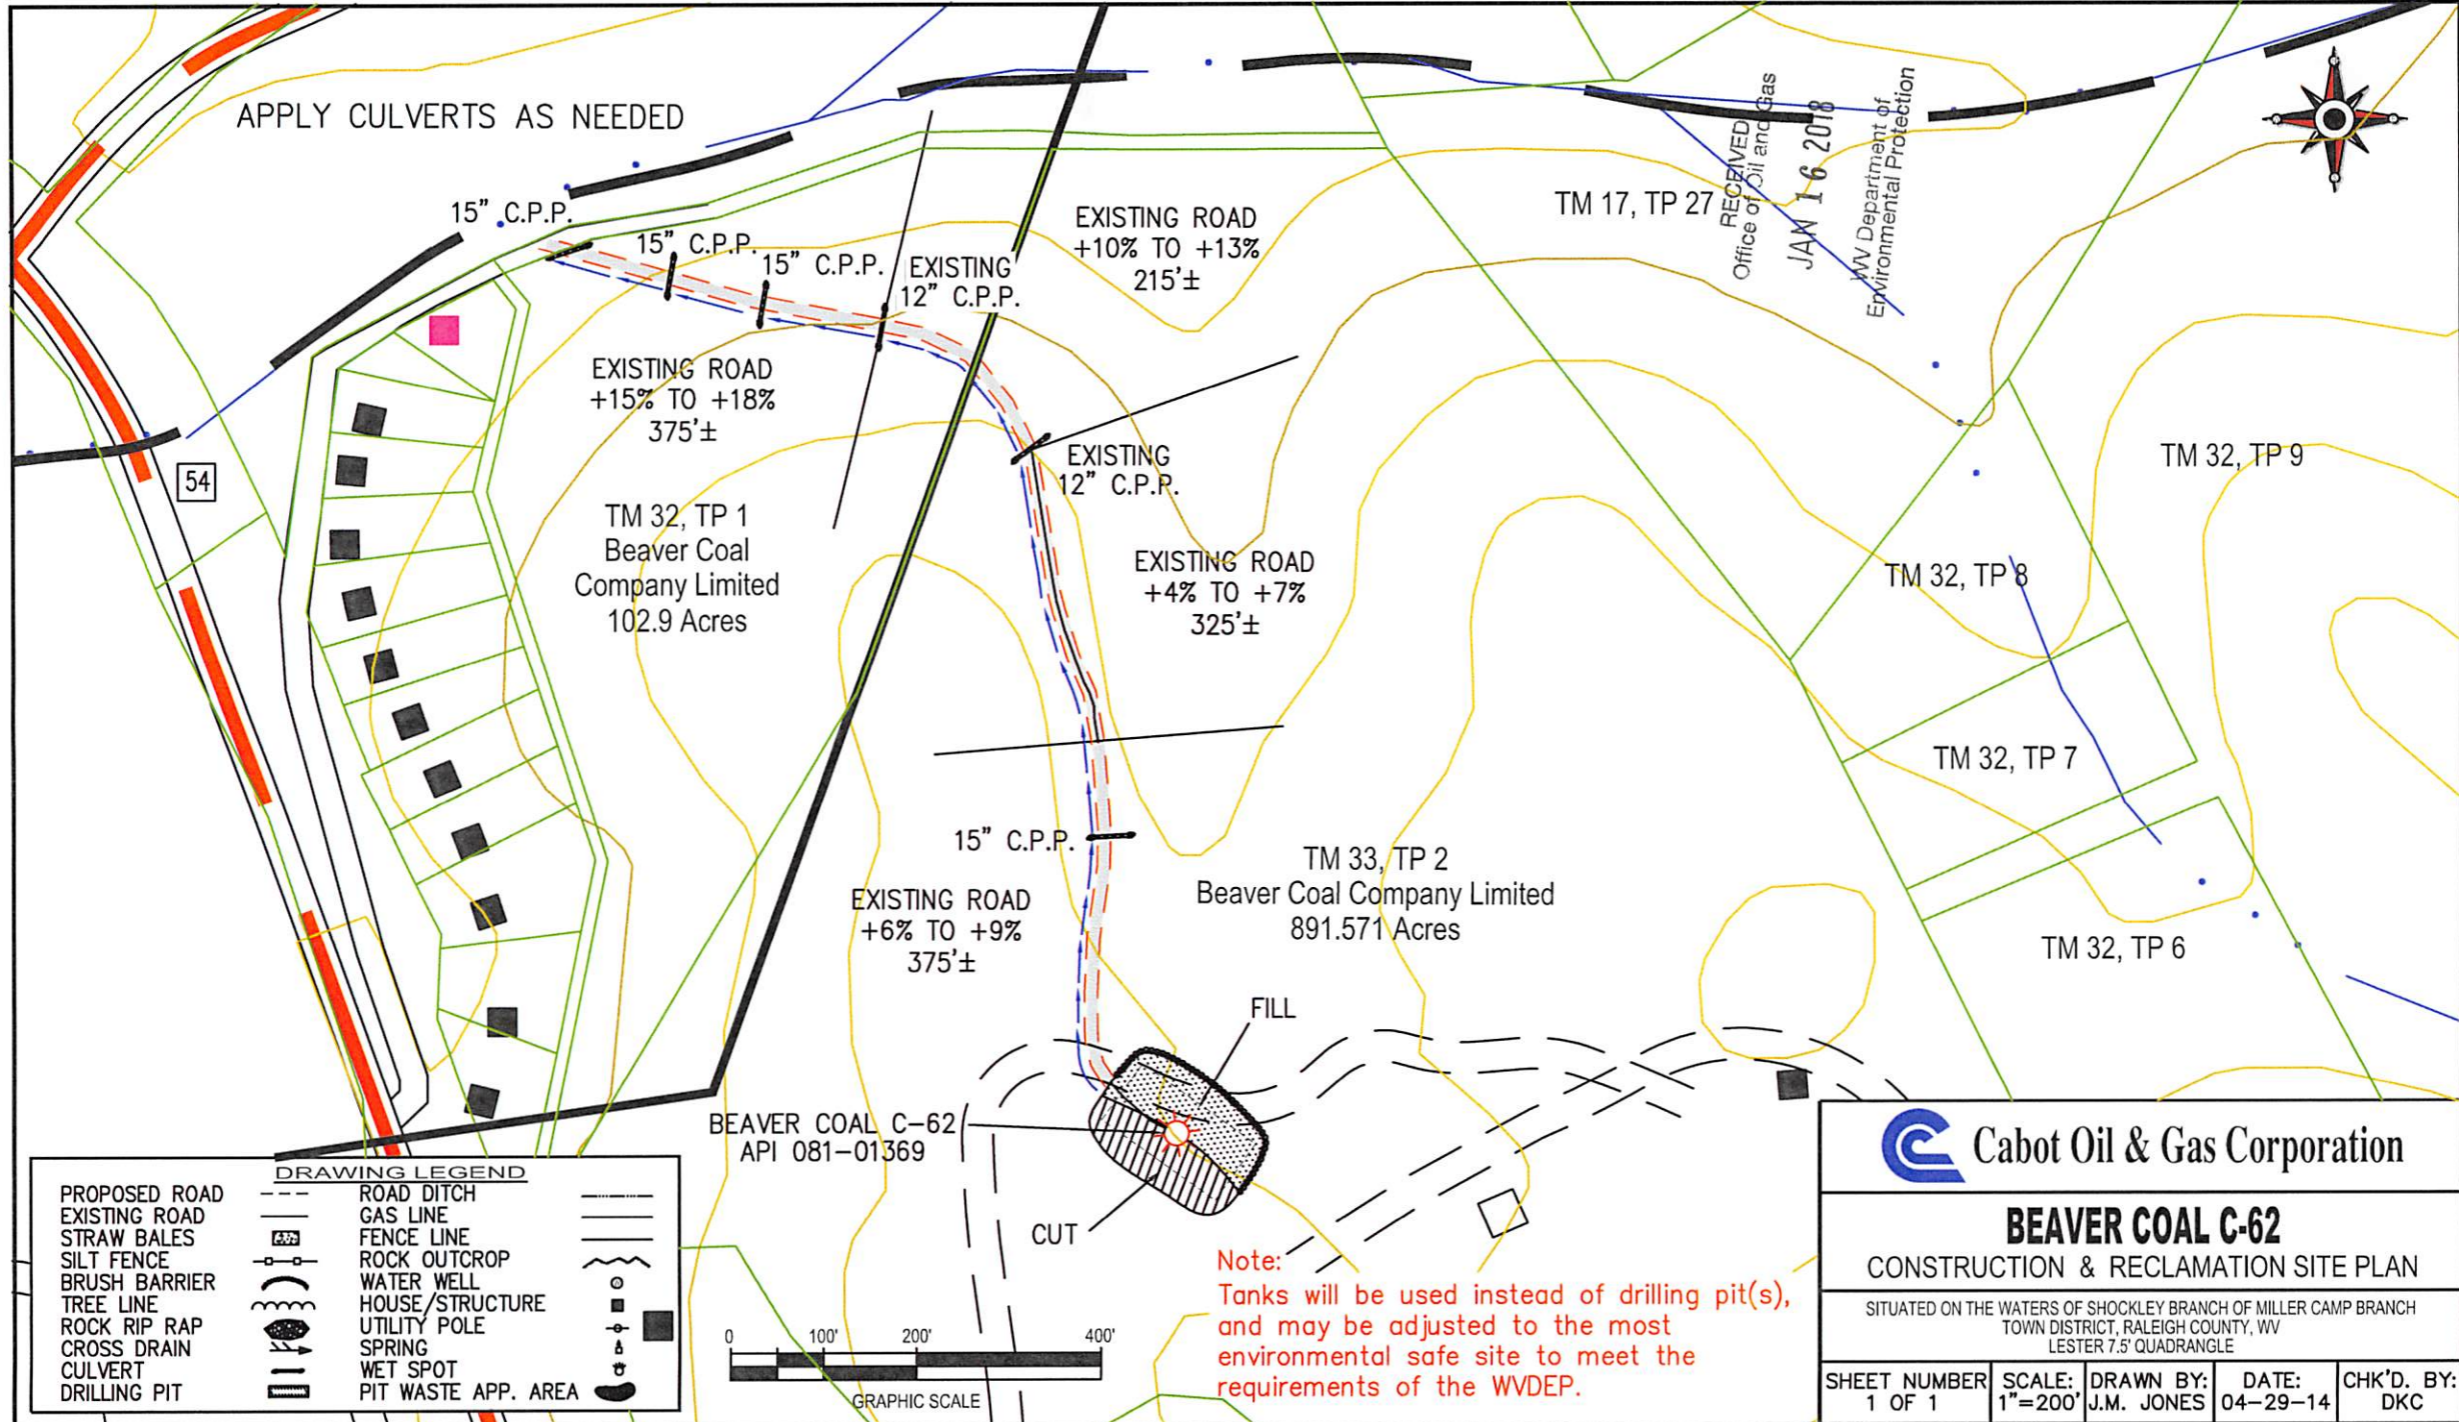 APPLY CULVERTS AS NEEDED
15" C.P.P.
15" C.P.P.
15" C.P.P.
EXISTING
12" C.P.P.
EXISTING ROAD
+10% TO +13%
215'±
TM 17, TP 27
RECEIVED
Office of Oil and Gas
JAN 16 2018
WV Department of
Environmental Protection
EXISTING ROAD
+15% TO +18%
375'±
54
EXISTING
12" C.P.P.
TM 32, TP 9
TM 32, TP 1
Beaver Coal
Company Limited
102.9 Acres
EXISTING ROAD
+4% TO +7%
325'±
TM 32, TP 8
TM 32, TP 7
15" C.P.P.
TM 33, TP 2
Beaver Coal Company Limited
891.571 Acres
EXISTING ROAD
+6% TO +9%
375'±
TM 32, TP 6
FILL
BEAVER COAL C-62
API 081-01369
CUT
Note:
Tanks will be used instead of drilling pit(s),
and may be adjusted to the most
environmental safe site to meet the
requirements of the WVDEP.
DRAWING LEGEND
PROPOSED ROAD
EXISTING ROAD
STRAW BALES
SILT FENCE
BRUSH BARRIER
TREE LINE
ROCK RIP RAP
CROSS DRAIN
CULVERT
DRILLING PIT
ROAD DITCH
GAS LINE
FENCE LINE
ROCK OUTCROP
WATER WELL
HOUSE/STRUCTURE
UTILITY POLE
SPRING
WET SPOT
PIT WASTE APP. AREA
0 100' 200' 400'
GRAPHIC SCALE
Cabot Oil & Gas Corporation
BEAVER COAL C-62
CONSTRUCTION & RECLAMATION SITE PLAN
SITUATED ON THE WATERS OF SHOCKLEY BRANCH OF MILLER CAMP BRANCH
TOWN DISTRICT, RALEIGH COUNTY, WV
LESTER 7.5' QUADRANGLE
SHEET NUMBER
1 OF 1
SCALE:
1"=200'
DRAWN BY:
J.M. JONES
DATE:
04-29-14
CHK'D. BY:
DKC